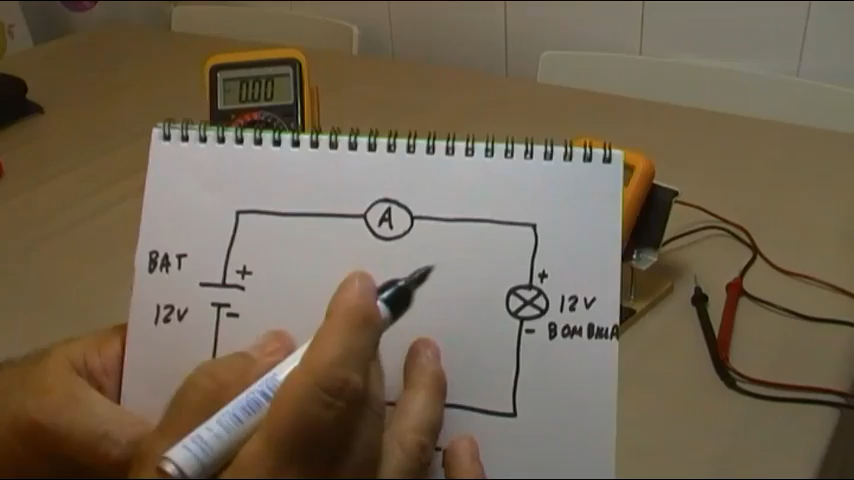 0.00
A
BAT
+
12V
-
+
12V
- BOMBILLA